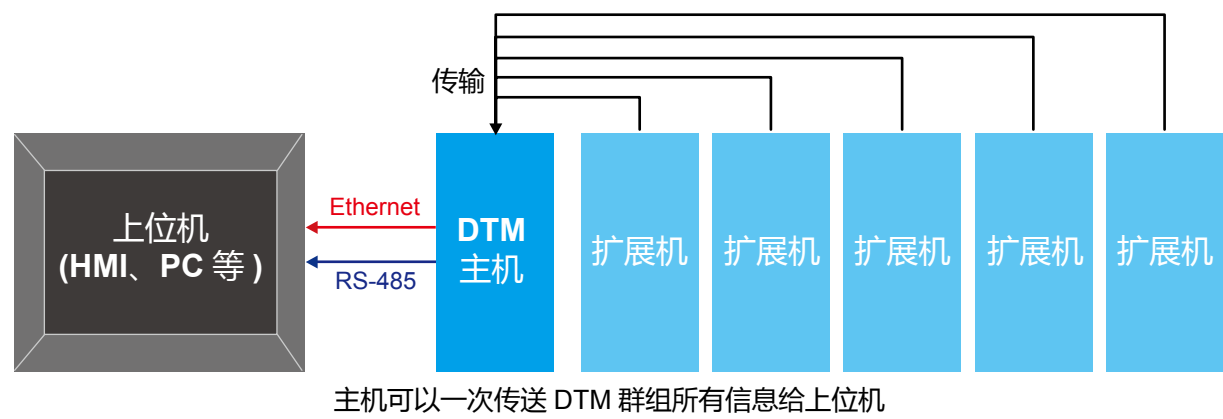 传输
上位机
(HMI、PC 等 )
Ethernet
RS-485
DTM
主机
扩展机
扩展机
扩展机
扩展机
扩展机
主机可以一次传送 DTM 群组所有信息给上位机